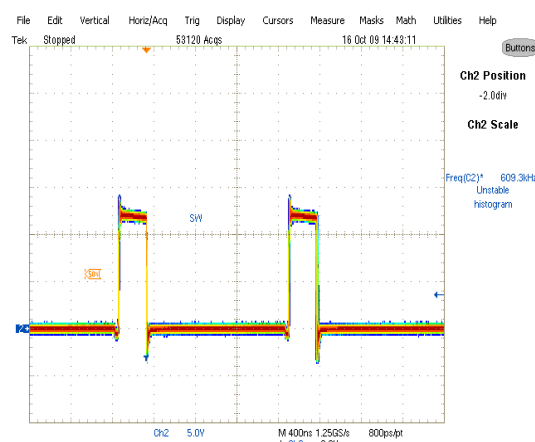 File Edit Vertical Horiz/Acq Trig Display Cursors Measure Masks Math Utilities Help
Tek Stopped 53120 Acqs 16 Oct 09 14:43:11
Buttons
Ch2 Position
-2.0div
Ch2 Scale
Freq(C2)* 609.3kHz
Unstable
histogram
SW
Ch2 5.0V M 400ns 1.25GS/s 800ps/pt